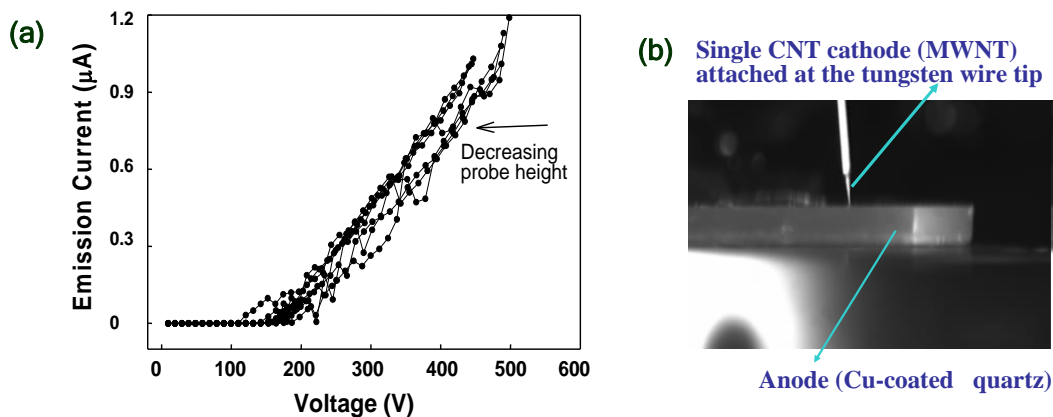 (a)
1.2
0.9
0.6
0.3
0
Emission Current (µA)
Decreasing
probe height
0 100 200 300 400 500 600
Voltage (V)
(b)
Single CNT cathode (MWNT)
attached at the tungsten wire tip
Anode (Cu-coated quartz)